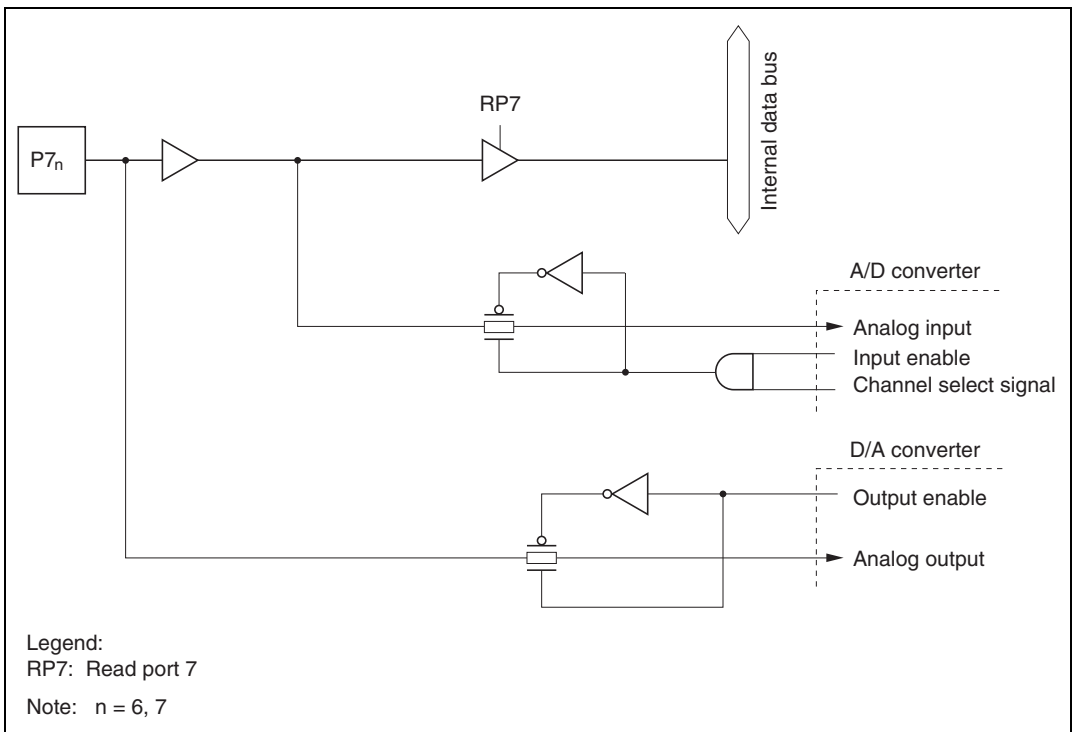 RP7
P7n
Internal data bus
A/D converter
Analog input
Input enable
Channel select signal
D/A converter
Output enable
Analog output
Legend:
RP7: Read port 7
Note: n = 6, 7